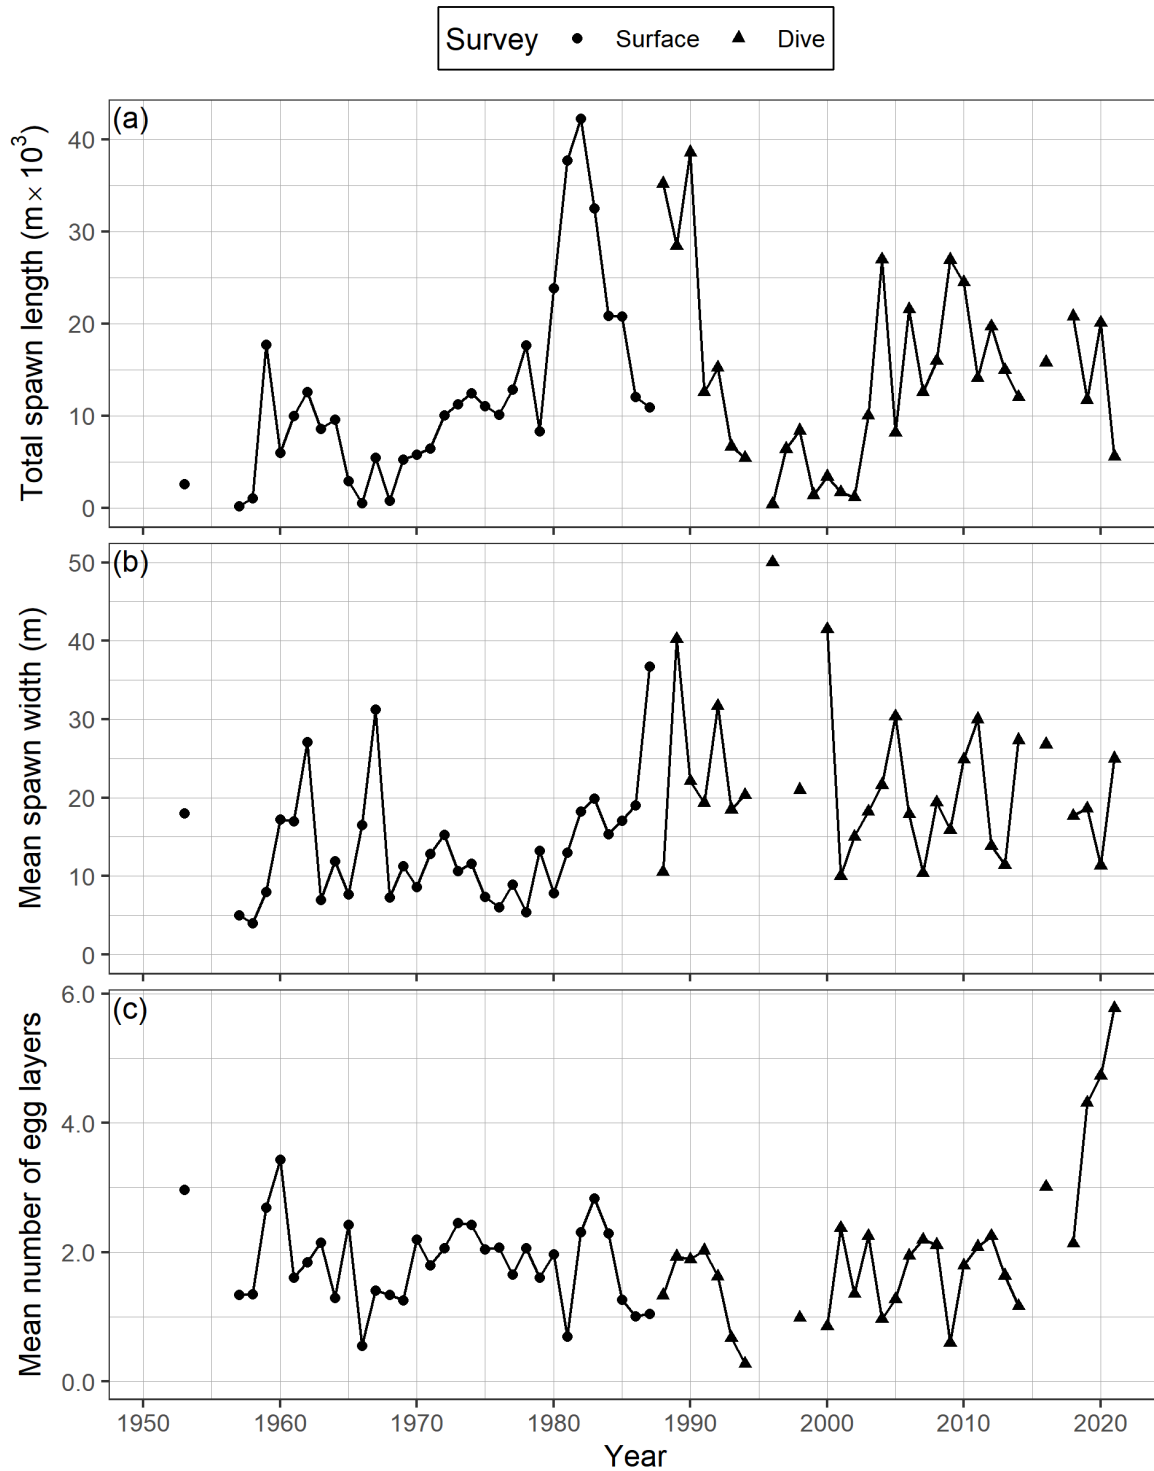 Survey Surface Dive
(a)
Total spawn length (m × 10³)
40
30
20
10
0
(b)
Mean spawn width (m)
50
40
30
20
10
0
(c)
Mean number of egg layers
6.0
4.0
2.0
0.0
1950 1960 1970 1980 1990 2000 2010 2020
Year